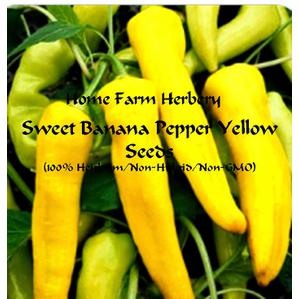 Home Farm Herbery
Sweet Banana Pepper Yellow
Seeds
(100% Heirloom/Non-Hybrid/Non-GMO)